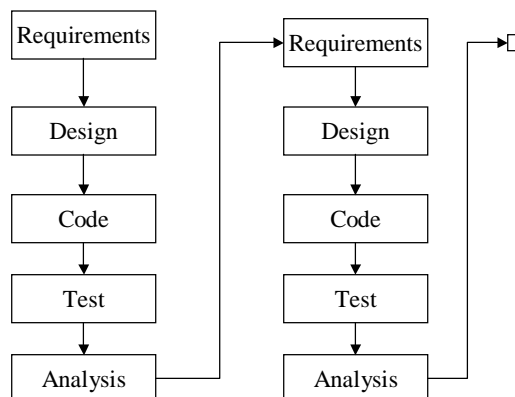 Requirements
Design
Code
Test
Analysis
Requirements
Design
Code
Test
Analysis